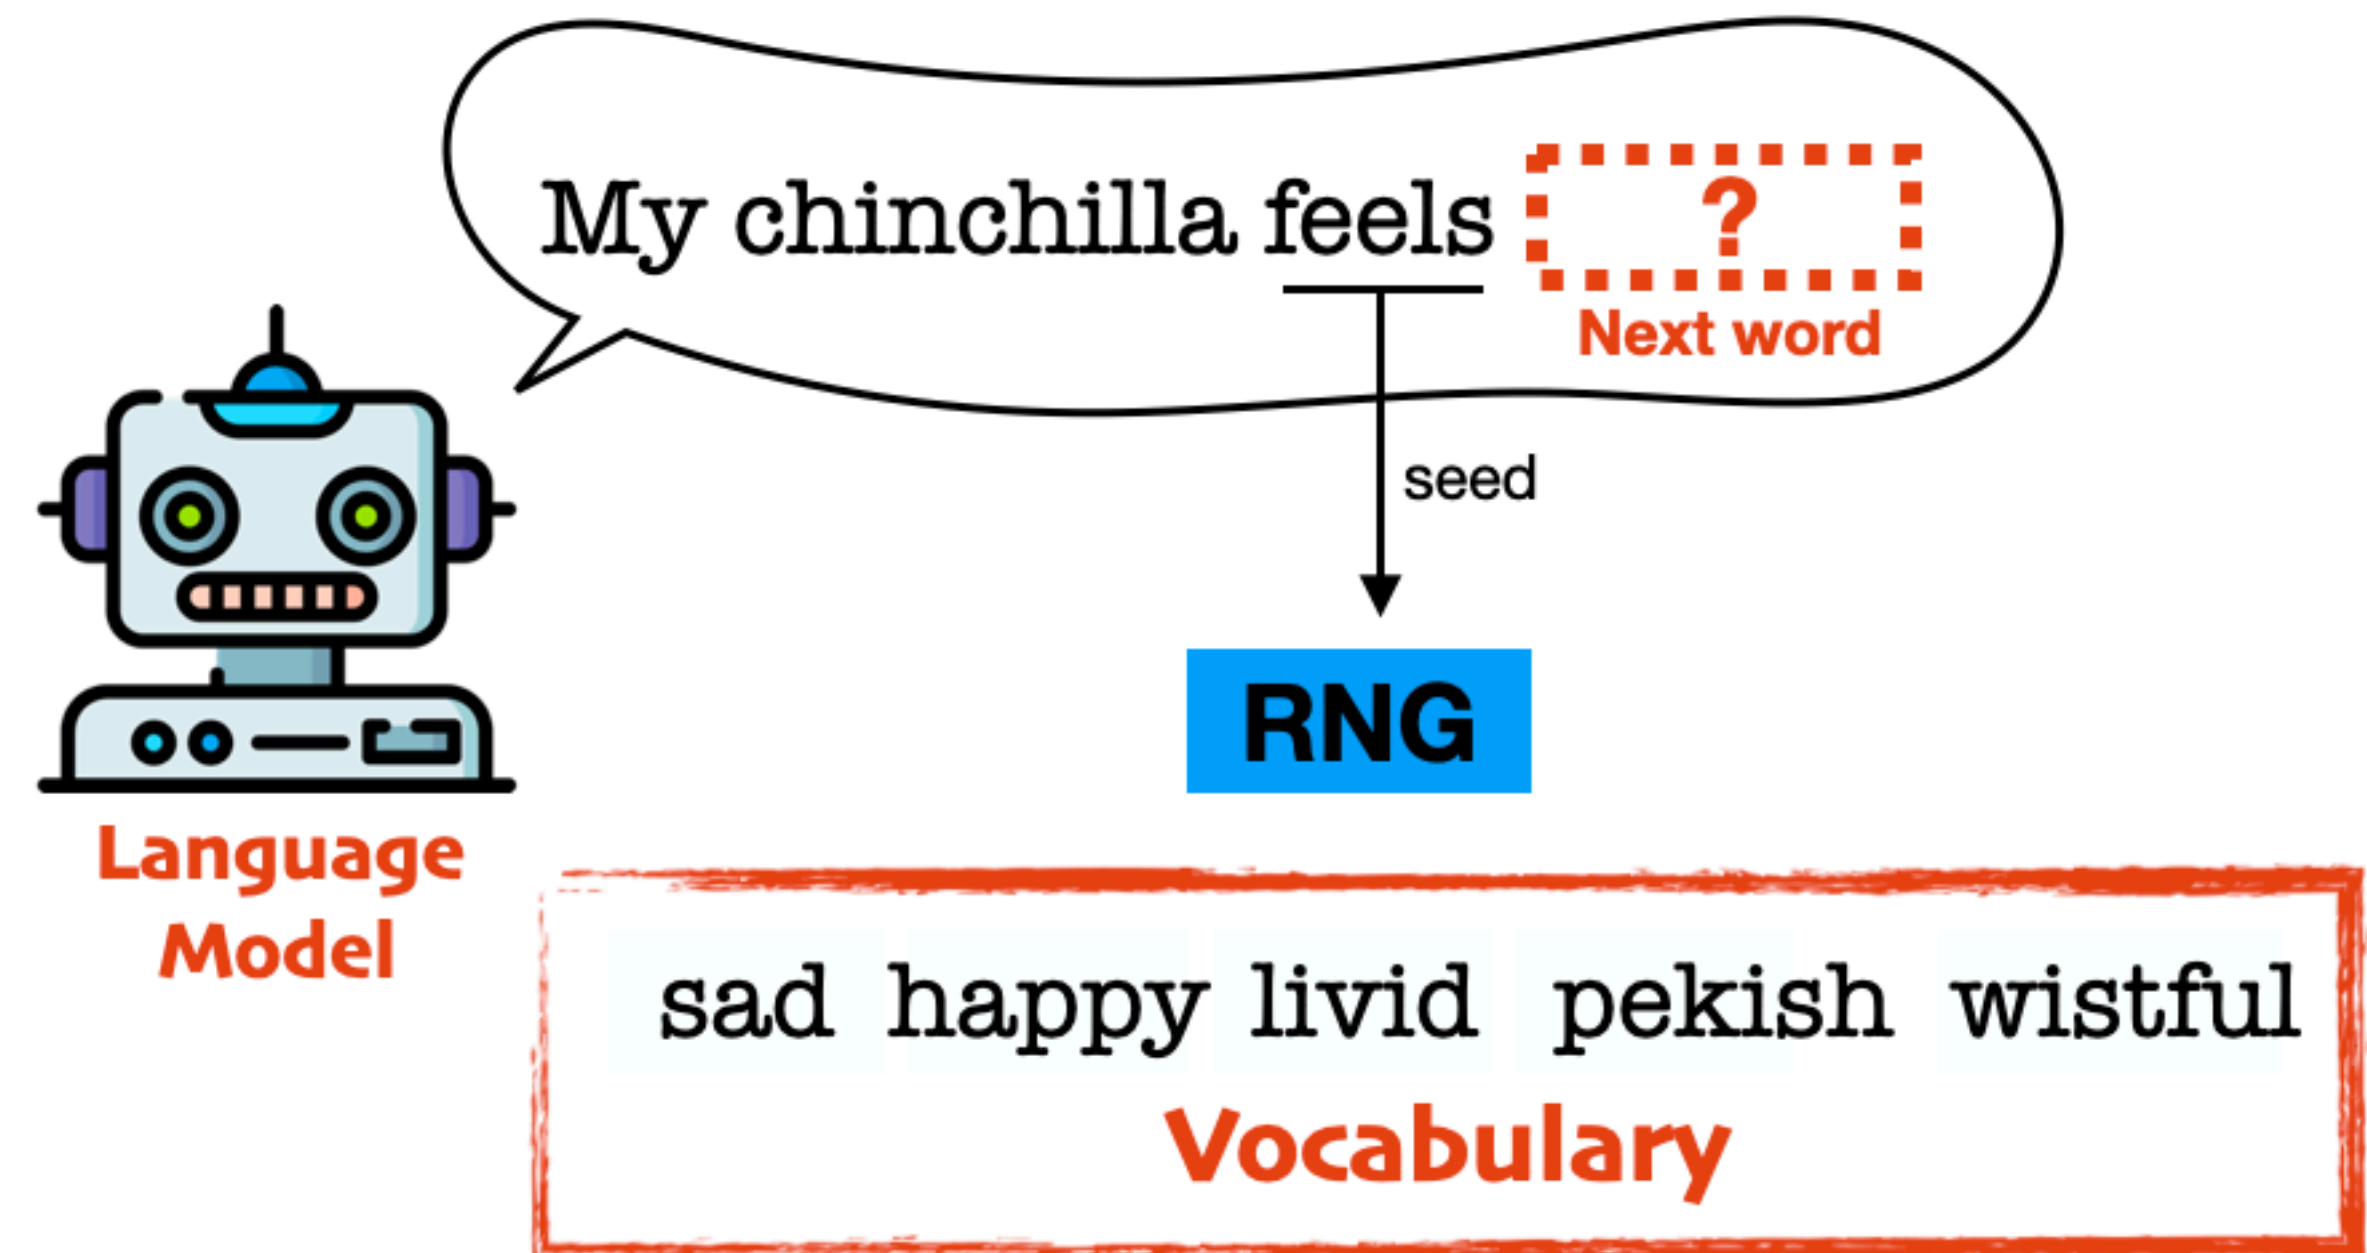 My chinchilla feels ?
Next word
seed
RNG
Language
Model
sad happy livid pekish wistful
Vocabulary